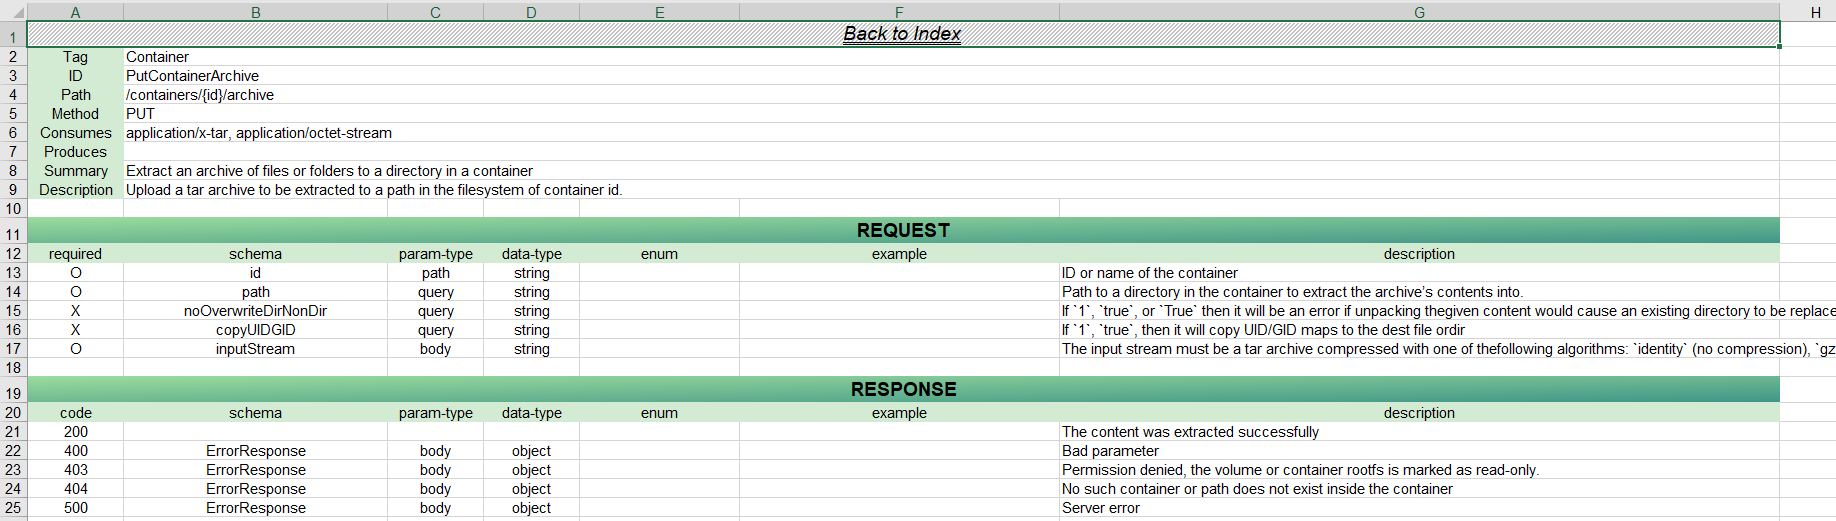 A B C D E F G H
1 Back to Index
2 Tag Container
3 ID PutContainerArchive
4 Path /containers/{id}/archive
5 Method PUT
6 Consumes application/x-tar, application/octet-stream
7 Produces
8 Summary Extract an archive of files or folders to a directory in a container
9 Description Upload a tar archive to be extracted to a path in the filesystem of container id.
10
11 REQUEST
12 required schema param-type data-type enum example description
13 O id path string ID or name of the container
14 O path query string Path to a directory in the container to extract the archive's contents into.
15 X noOverwriteDirNonDir query string If `1`, `true`, or `True` then it will be an error if unpacking thegiven content would cause an existing directory to be replace
16 X copyUIDGID query string If `1`, `true`, then it will copy UID/GID maps to the dest file ordir
17 O inputStream body string The input stream must be a tar archive compressed with one of thefollowing algorithms: `identity` (no compression), `gz
18
19 RESPONSE
20 code schema param-type data-type enum example description
21 200 The content was extracted successfully
22 400 ErrorResponse body object Bad parameter
23 403 ErrorResponse body object Permission denied, the volume or container rootfs is marked as read-only.
24 404 ErrorResponse body object No such container or path does not exist inside the container
25 500 ErrorResponse body object Server error